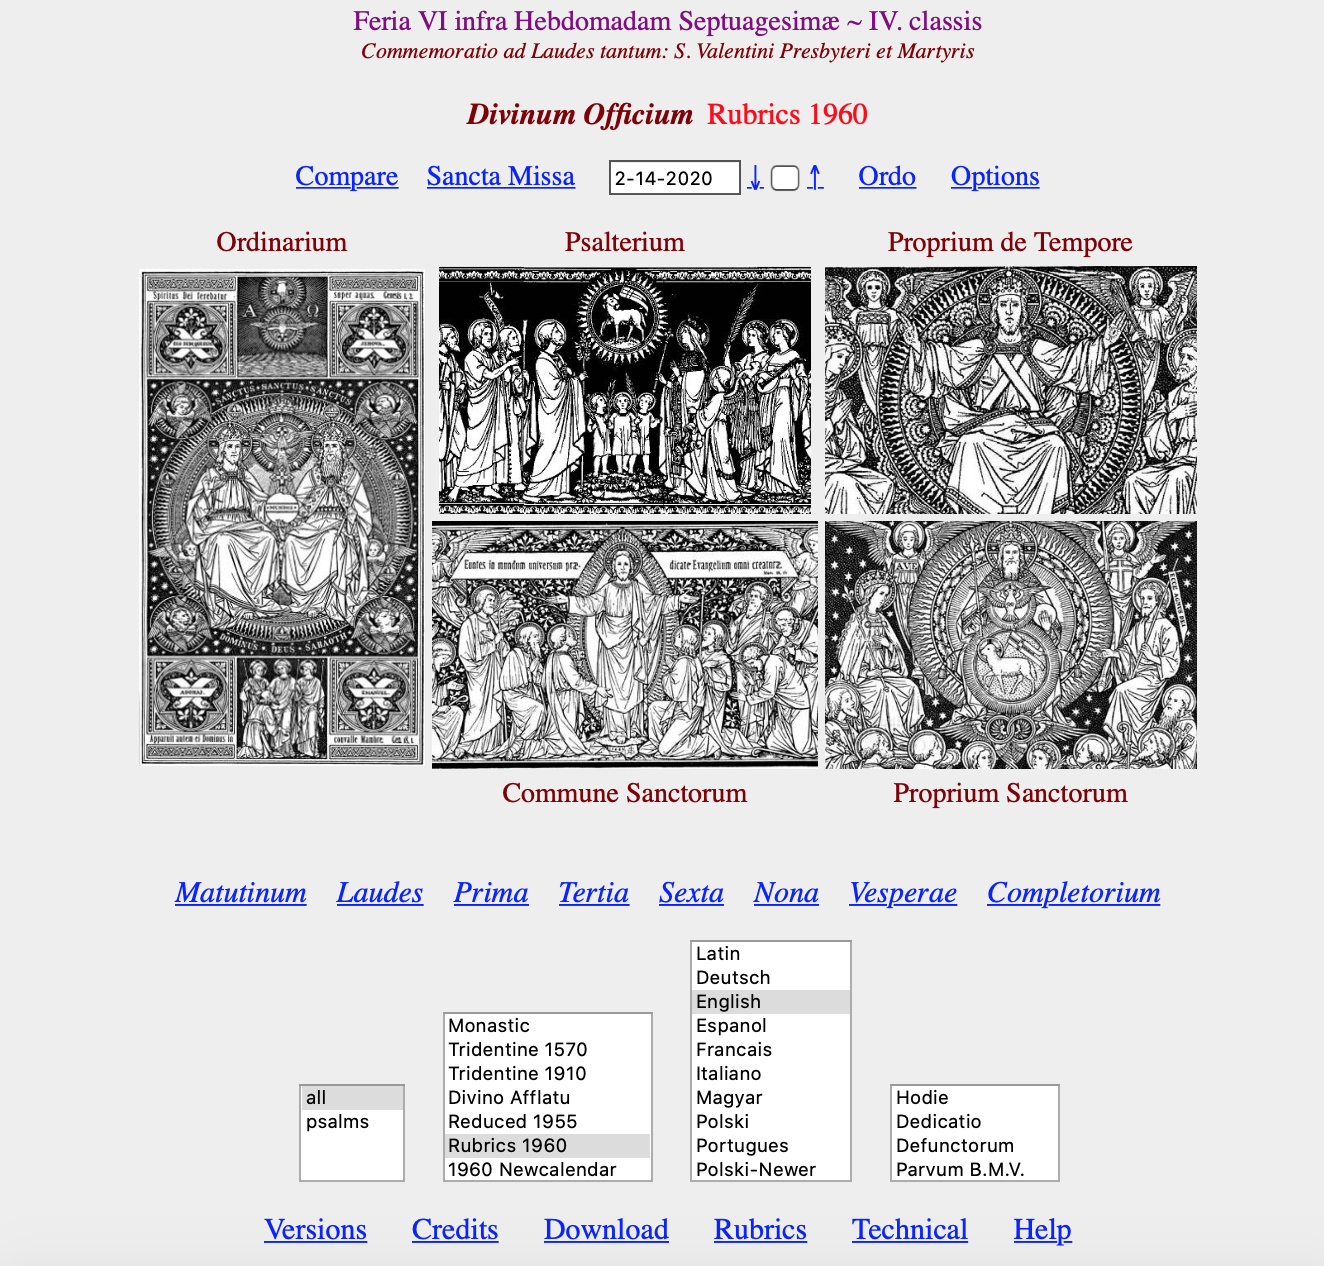 Feria VI infra Hebdomadam Septuagesimæ ~ IV. classis
Commemoratio ad Laudes tantum: S. Valentini Presbyteri et Martyris
Divinum Officium Rubrics 1960
Compare Sancta Missa 2-14-2020 ↓ ↑ Ordo Options
Ordinarium Psalterium Proprium de Tempore
Spiritus Dei ferebatur super aquas. Genesis 1, 2.
A Ω
SANCTUS · SANCTUS · SANCTUS
DOMINUS · DEUS · SABAOTH
ADONAI. EMANUEL.
Apparuit autem ei Dominus in convalle Mambre. Gen. 18, 1.
Euntes in mundum universum præ- dicate Evangelium omni creaturæ.
AVE
Commune Sanctorum Proprium Sanctorum
Matutinum Laudes Prima Tertia Sexta Nona Vesperae Completorium
all
psalms
Monastic
Tridentine 1570
Tridentine 1910
Divino Afflatu
Reduced 1955
Rubrics 1960
1960 Newcalendar
Latin
Deutsch
English
Espanol
Francais
Italiano
Magyar
Polski
Portugues
Polski-Newer
Hodie
Dedicatio
Defunctorum
Parvum B.M.V.
Versions Credits Download Rubrics Technical Help